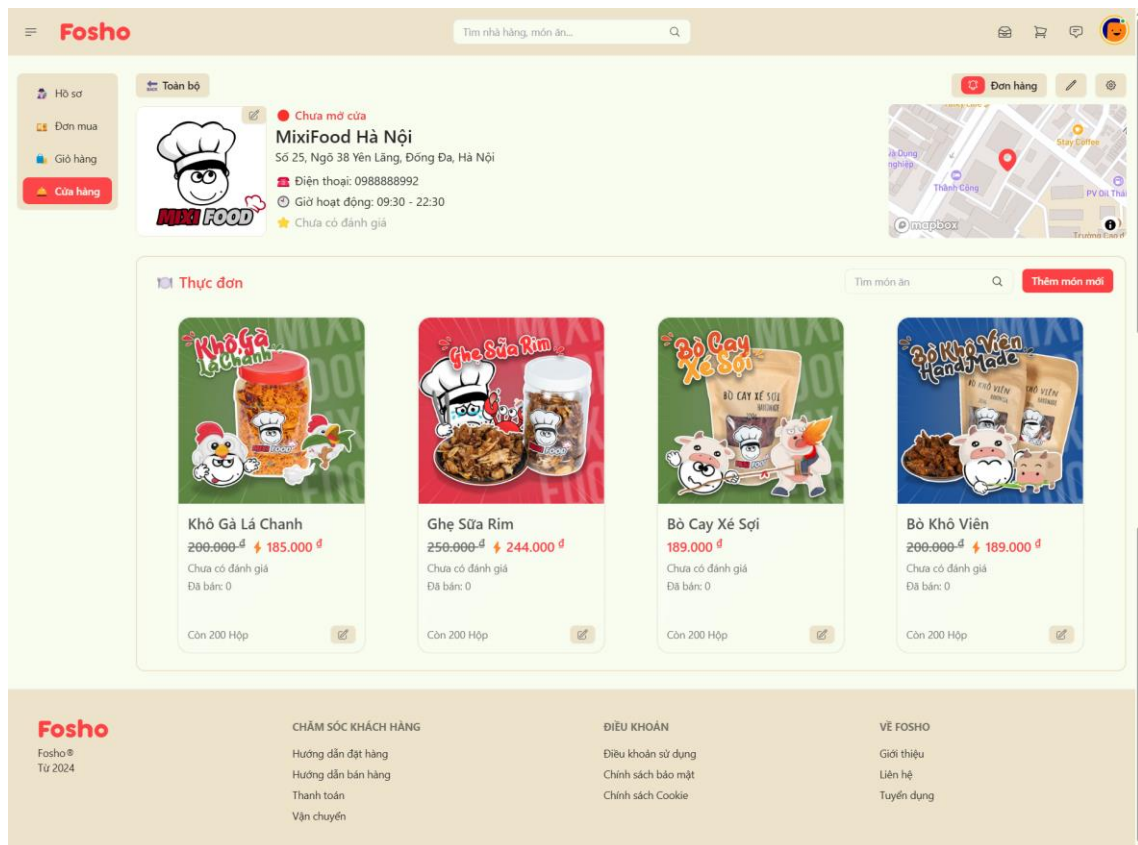 Fosho
Tìm nhà hàng, món ăn...
Hồ sơ
Đơn mua
Giỏ hàng
Cửa hàng
Toàn bộ
Đơn hàng
Chưa mở cửa
MixiFood Hà Nội
Số 25, Ngõ 38 Yên Lãng, Đống Đa, Hà Nội
Điện thoại: 0988888992
Giờ hoạt động: 09:30 - 22:30
Chưa có đánh giá
MIXI FOOD
Stay Coffee
Thành Công
PV Oil Thái
mapbox
Thực đơn
Tìm món ăn
Thêm món mới
Khô Gà
Lá Chanh
Ghẹ Sữa Rim
Bò Cay
Xé Sợi
BÒ CAY XÉ SỢI
Bò Khô Viên
HandMade
Khô Gà Lá Chanh
200.000 ₫ 185.000 ₫
Chưa có đánh giá
Đã bán: 0
Còn 200 Hộp
Ghẹ Sữa Rim
250.000 ₫ 244.000 ₫
Chưa có đánh giá
Đã bán: 0
Còn 200 Hộp
Bò Cay Xé Sợi
189.000 ₫
Chưa có đánh giá
Đã bán: 0
Còn 200 Hộp
Bò Khô Viên
200.000 ₫ 189.000 ₫
Chưa có đánh giá
Đã bán: 0
Còn 200 Hộp
Fosho
Fosho®
Từ 2024
CHĂM SÓC KHÁCH HÀNG
Hướng dẫn đặt hàng
Hướng dẫn bán hàng
Thanh toán
Vận chuyển
ĐIỀU KHOẢN
Điều khoản sử dụng
Chính sách bảo mật
Chính sách Cookie
VỀ FOSHO
Giới thiệu
Liên hệ
Tuyển dụng